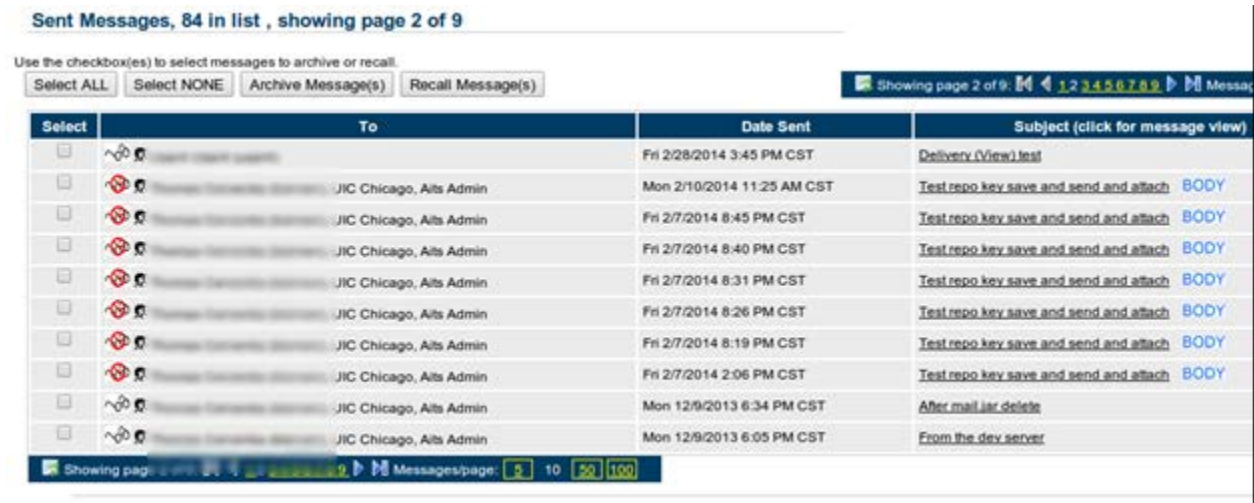 Sent Messages, 84 in list , showing page 2 of 9
Use the checkbox(es) to select messages to archive or recall.
Select ALL Select NONE Archive Message(s) Recall Message(s)
Showing page 2 of 9: 1 2 3 4 5 6 7 8 9 Messag
Select To Date Sent Subject (click for message view)
Fri 2/28/2014 3:45 PM CST Delivery (View) test
JIC Chicago, Aits Admin Mon 2/10/2014 11:25 AM CST Test repo key save and send and attach BODY
JIC Chicago, Aits Admin Fri 2/7/2014 8:45 PM CST Test repo key save and send and attach BODY
JIC Chicago, Aits Admin Fri 2/7/2014 8:40 PM CST Test repo key save and send and attach BODY
JIC Chicago, Aits Admin Fri 2/7/2014 8:31 PM CST Test repo key save and send and attach BODY
JIC Chicago, Aits Admin Fri 2/7/2014 8:26 PM CST Test repo key save and send and attach BODY
JIC Chicago, Aits Admin Fri 2/7/2014 8:19 PM CST Test repo key save and send and attach BODY
JIC Chicago, Aits Admin Fri 2/7/2014 2:06 PM CST Test repo key save and send and attach BODY
JIC Chicago, Aits Admin Mon 12/9/2013 6:34 PM CST After mail.jar delete
JIC Chicago, Aits Admin Mon 12/9/2013 6:05 PM CST From the dev server
Showing page 9 Messages/page: 5 10 50 100